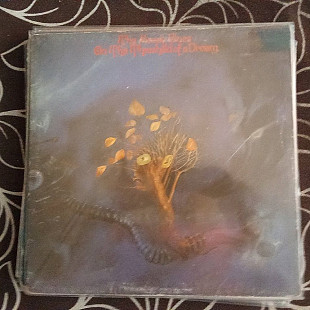 The Moody Blues
On The Threshold of a Dream